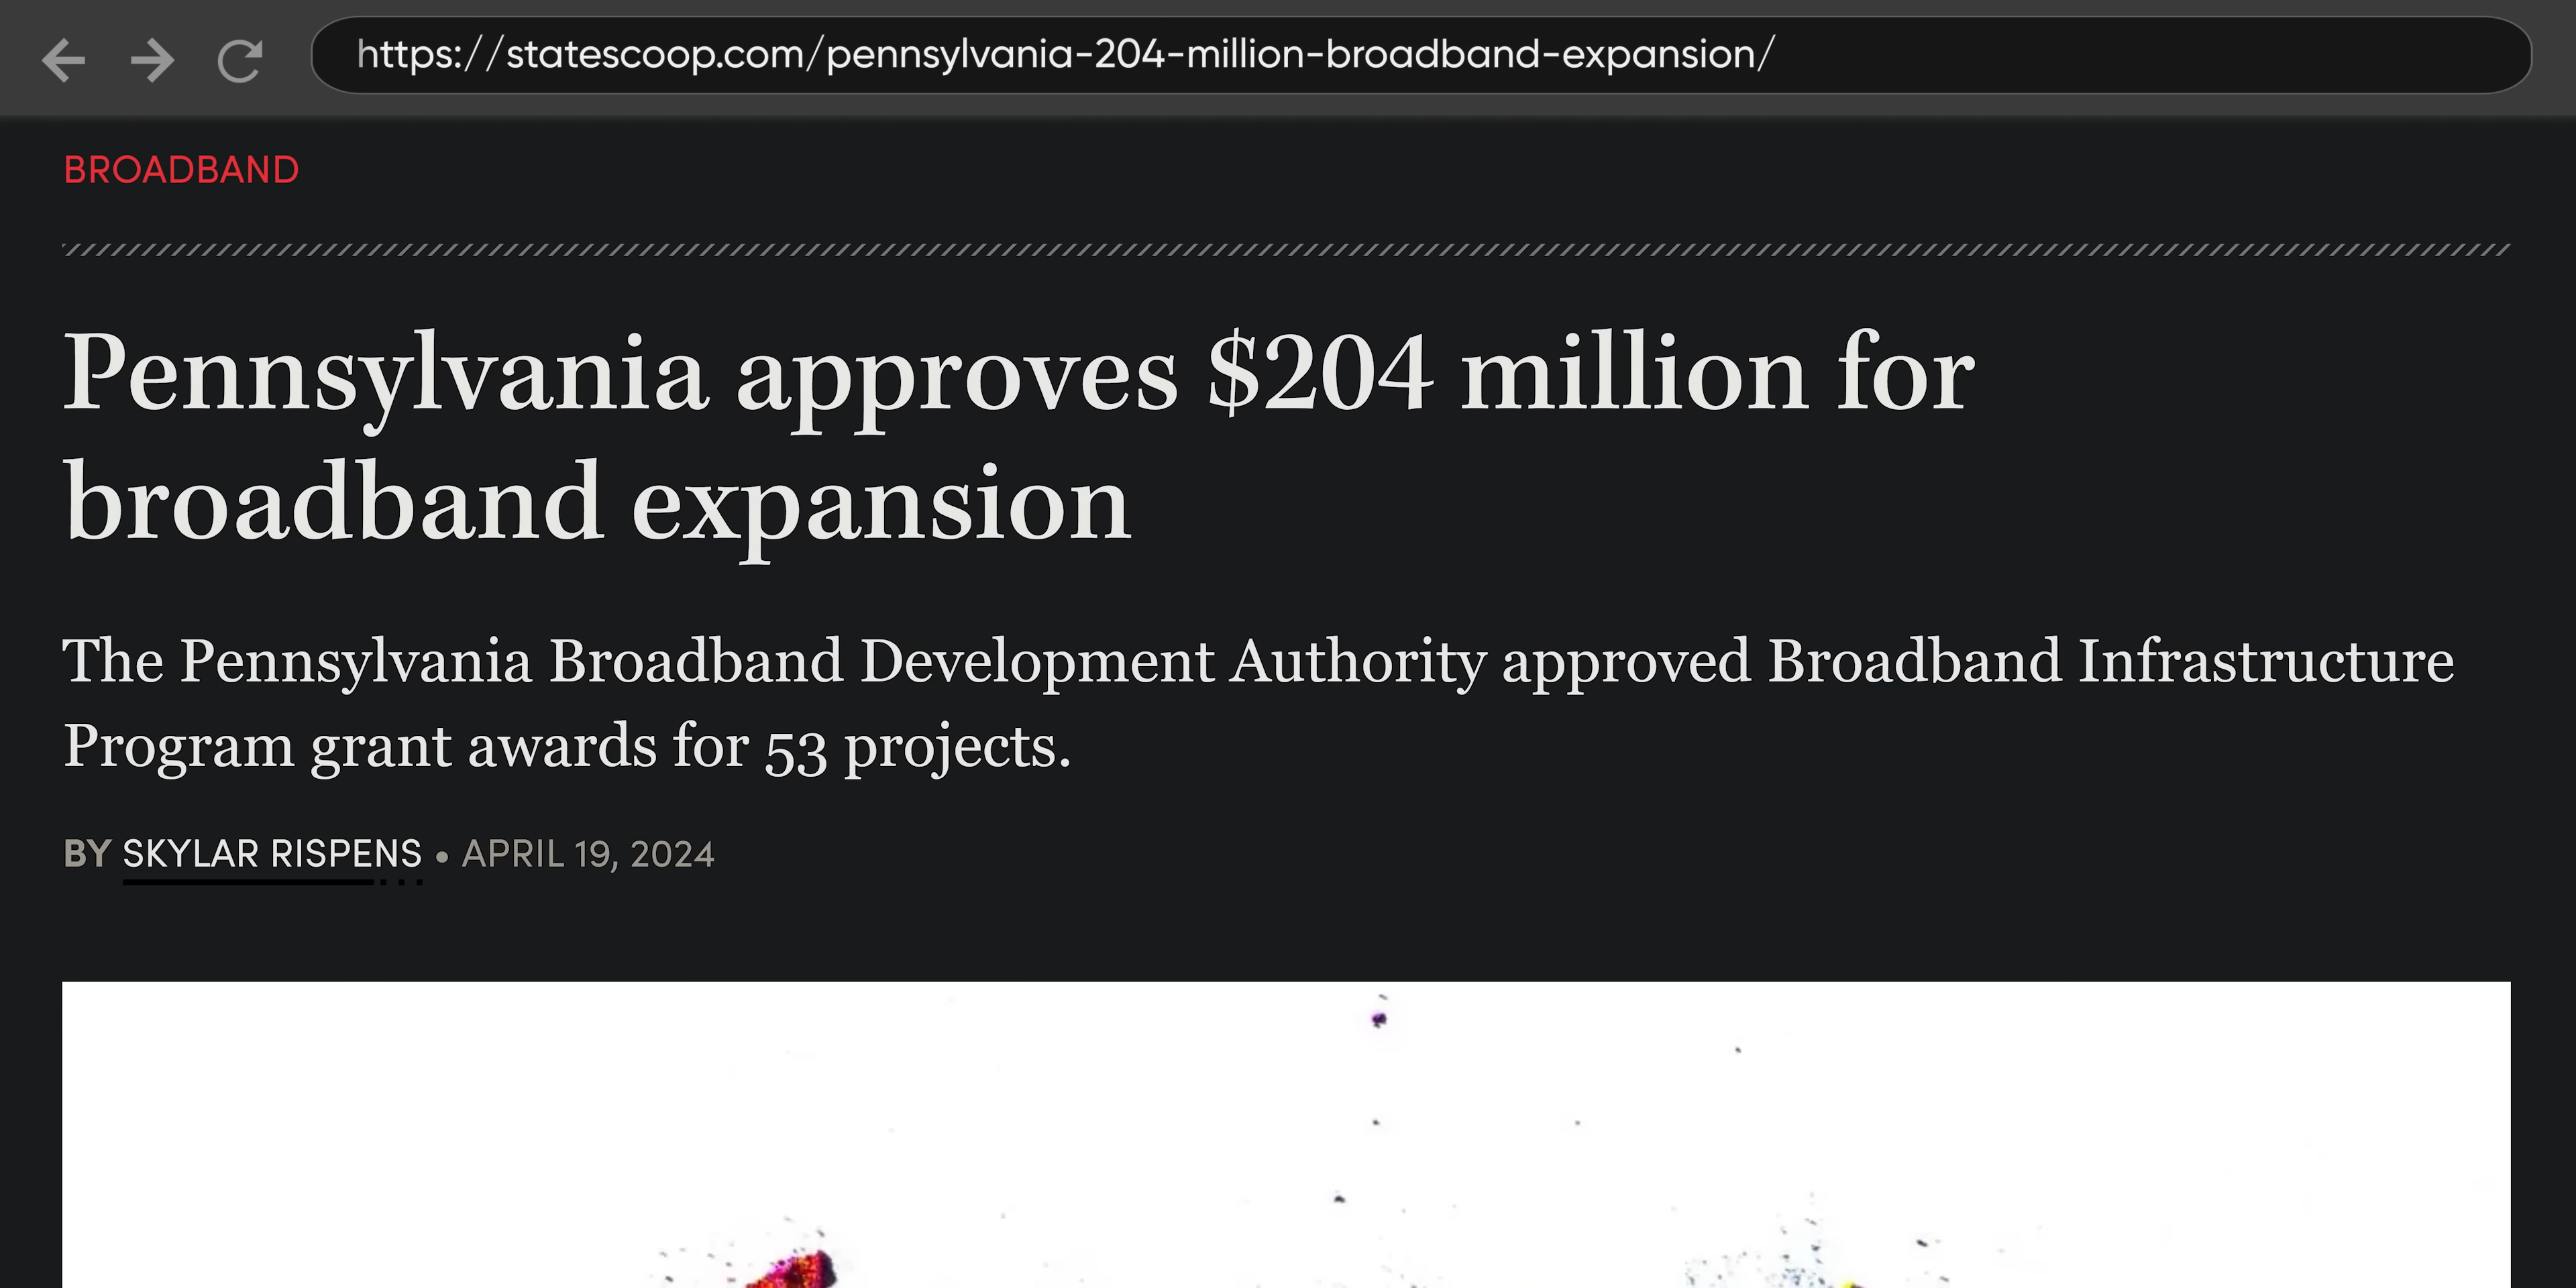 https://statescoop.com/pennsylvania-204-million-broadband-expansion/
BROADBAND
Pennsylvania approves $204 million for
broadband expansion
The Pennsylvania Broadband Development Authority approved Broadband Infrastructure
Program grant awards for 53 projects.
BY SKYLAR RISPENS • APRIL 19, 2024